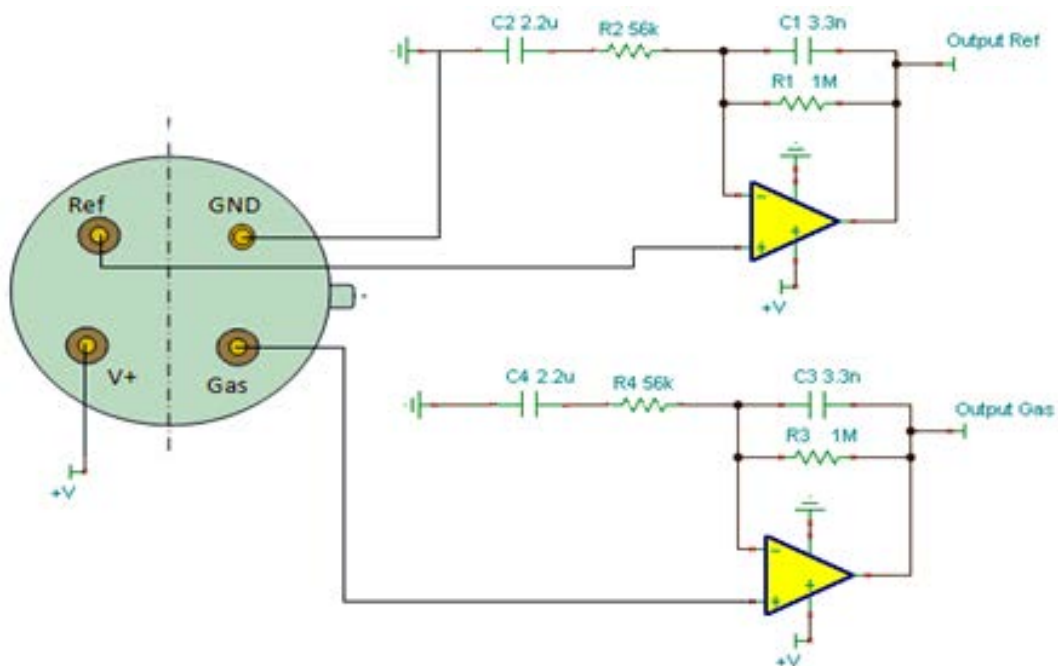 C2 2.2u
R2 56k
C1 3.3n
Output Ref
R1 1M
-
+
+
+V
Ref
GND
V+
Gas
+V
C4 2.2u
R4 56k
C3 3.3n
Output Gas
R3 1M
-
+
+
+V